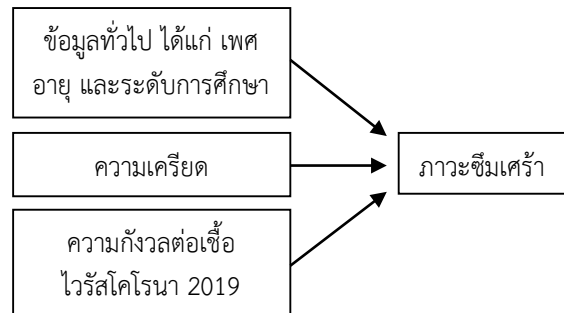 ข้อมูลทั่วไป ได้แก่ เพศ
อายุ และระดับการศึกษา
ความเครียด
ภาวะซึมเศร้า
ความกังวลต่อเชื้อ
ไวรัสโคโรนา 2019